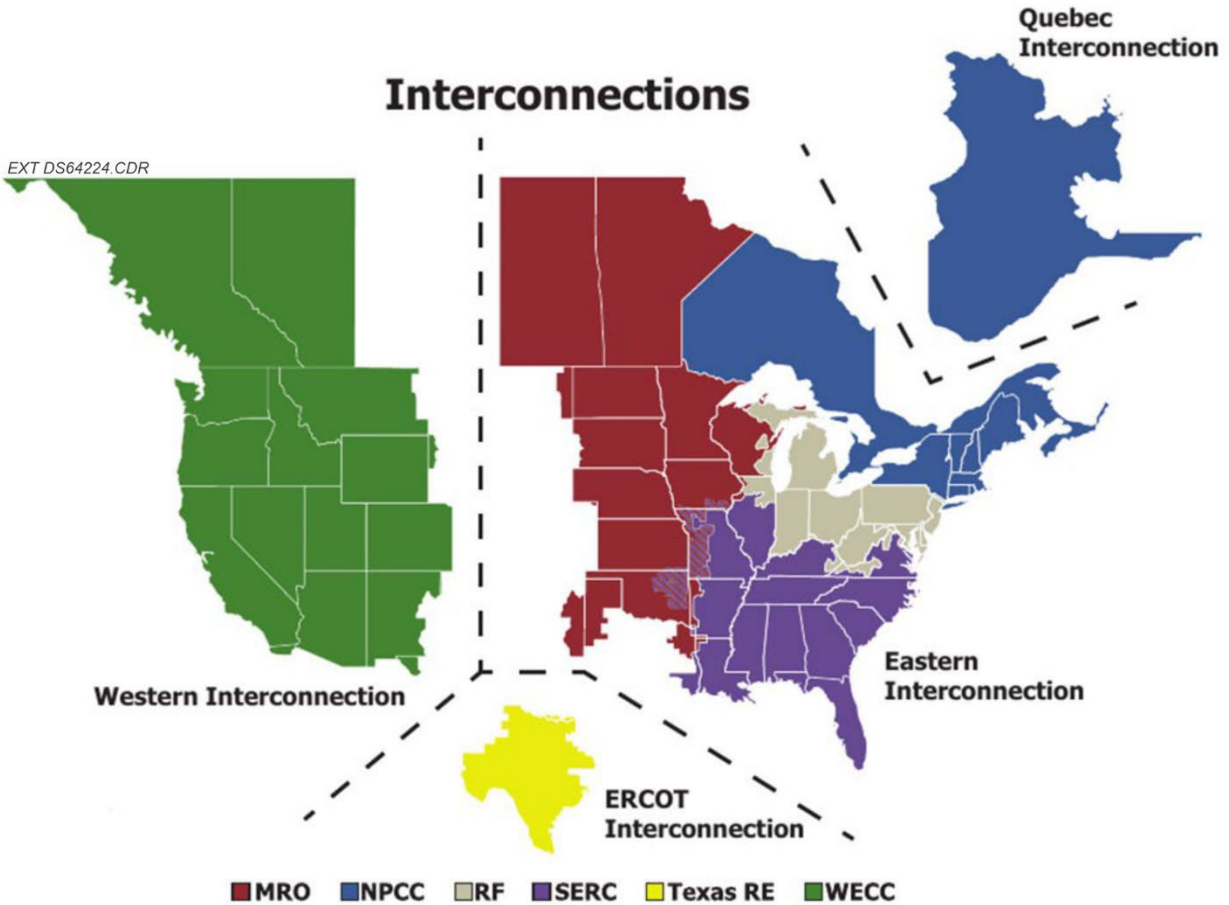 Quebec
Interconnection
Interconnections
EXT DS64224.CDR
Eastern
Interconnection
Western Interconnection
ERCOT
Interconnection
MRO NPCC RF SERC Texas RE WECC